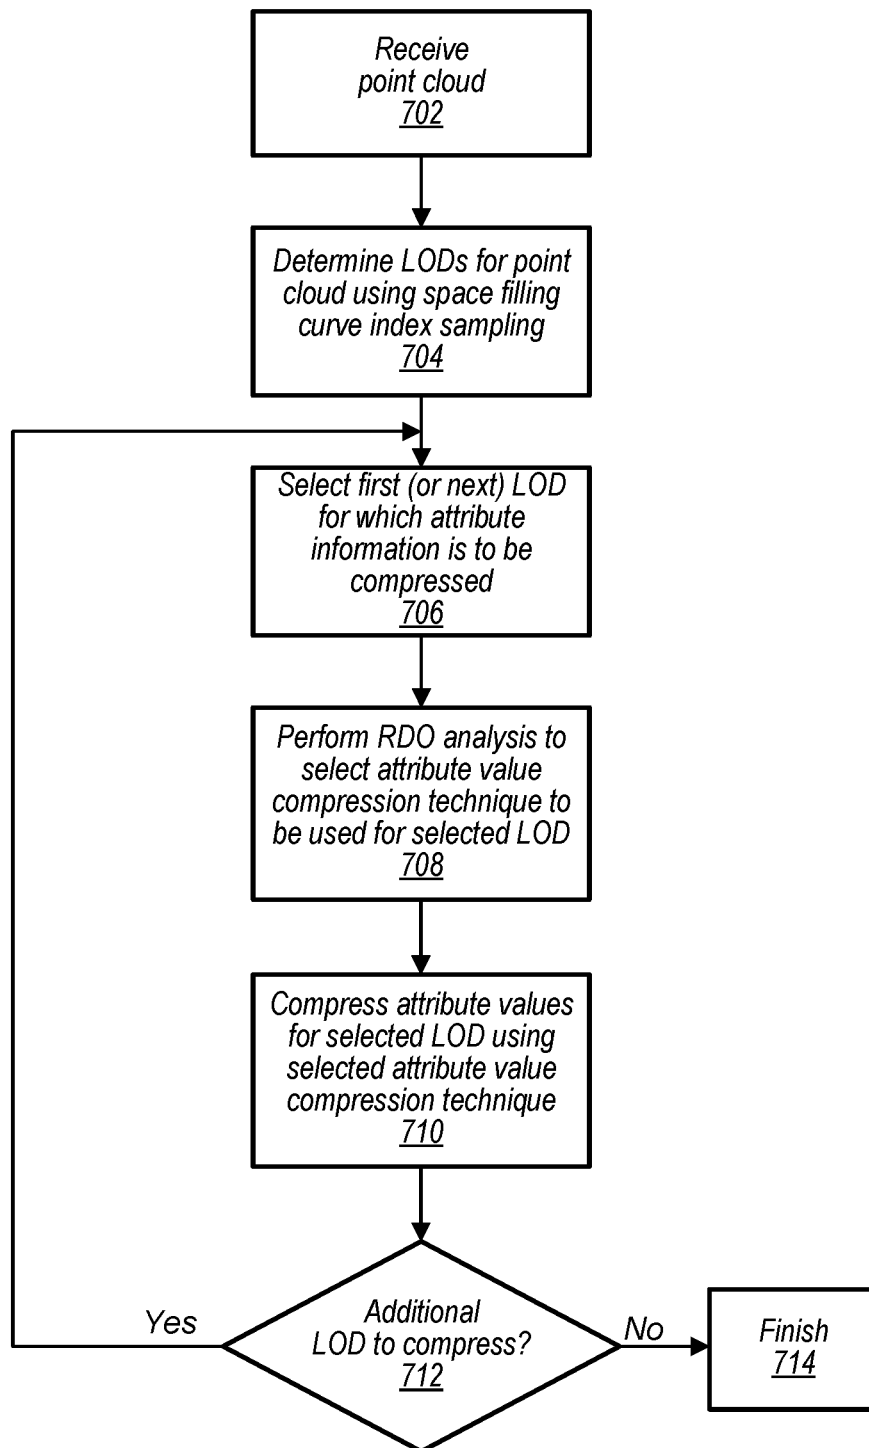 Receive
point cloud
702
Determine LODs for point
cloud using space filling
curve index sampling
704
Select first (or next) LOD
for which attribute
information is to be
compressed
706
Perform RDO analysis to
select attribute value
compression technique to
be used for selected LOD
708
Compress attribute values
for selected LOD using
selected attribute value
compression technique
710
Yes
Additional
LOD to compress?
712
No
Finish
714